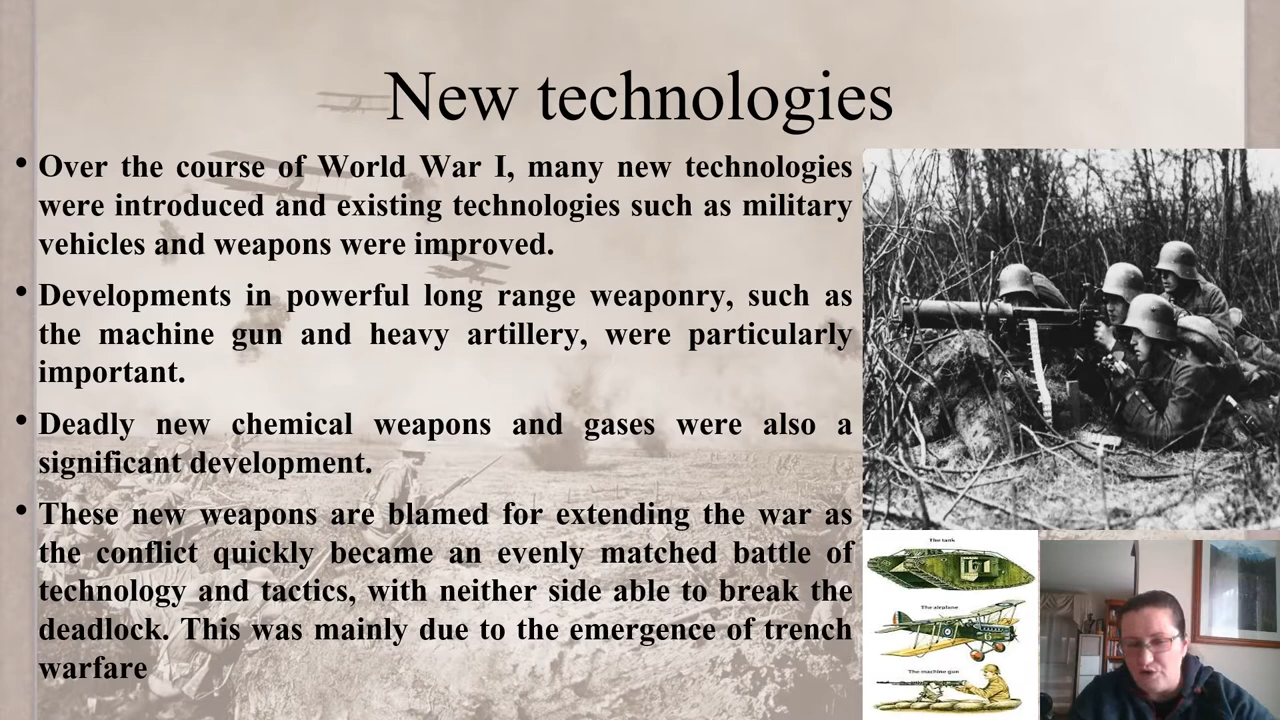 New technologies
• Over the course of World War I, many new technologies
were introduced and existing technologies such as military
vehicles and weapons were improved.
• Developments in powerful long range weaponry, such as
the machine gun and heavy artillery, were particularly
important.
• Deadly new chemical weapons and gases were also a
significant development.
• These new weapons are blamed for extending the war as
the conflict quickly became an evenly matched battle of
technology and tactics, with neither side able to break the
deadlock. This was mainly due to the emergence of trench
warfare
The tank
The airplane
The machine gun